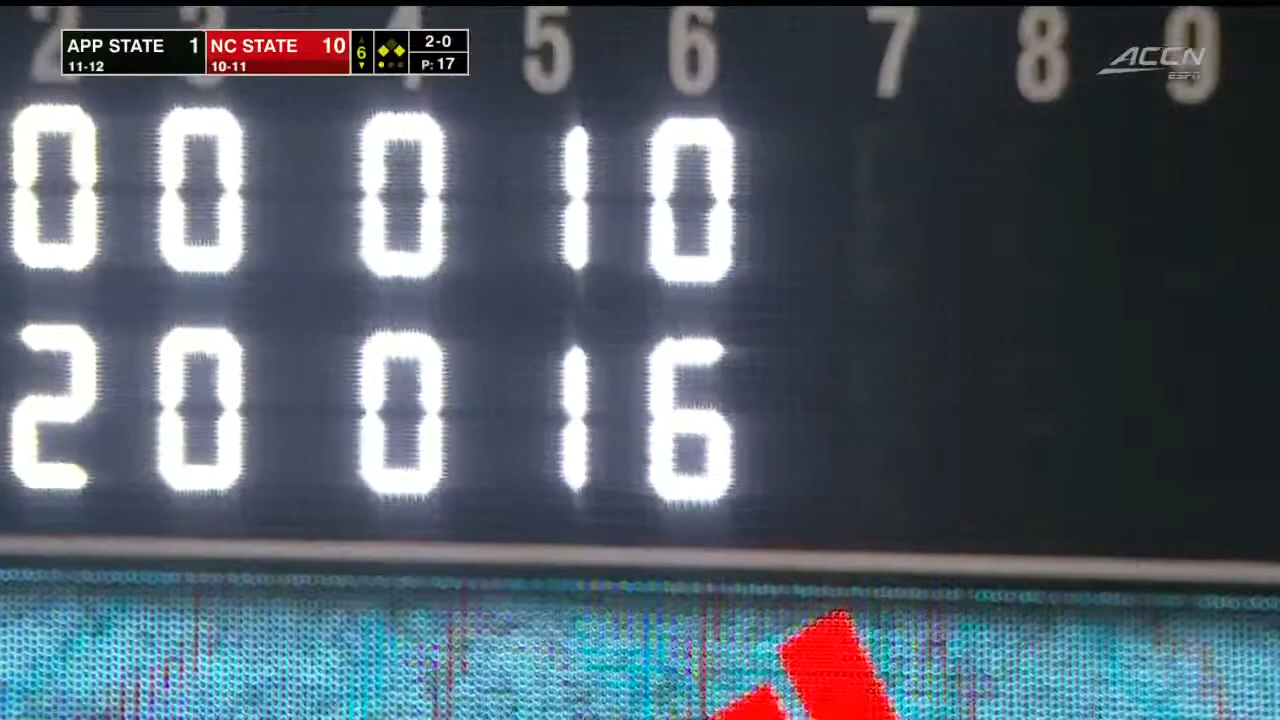 2 3 4 5 6 7 8 9
APP STATE 1 NC STATE 10 6 2-0
11-12 10-11 P: 17
ACCN
ESPN
0 0 0 1 0
2 0 0 1 6